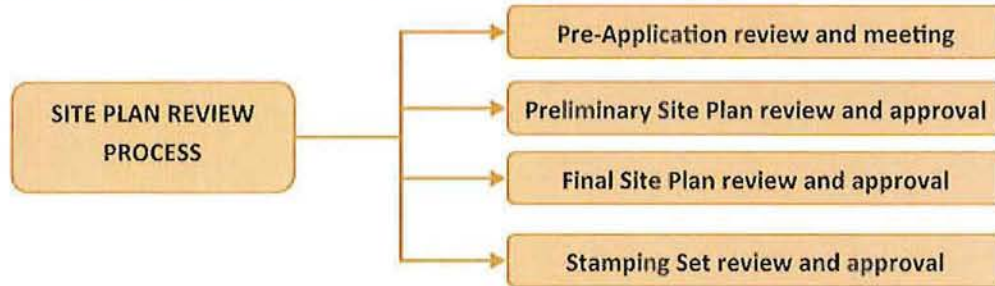 SITE PLAN REVIEW
PROCESS
Pre-Application review and meeting
Preliminary Site Plan review and approval
Final Site Plan review and approval
Stamping Set review and approval